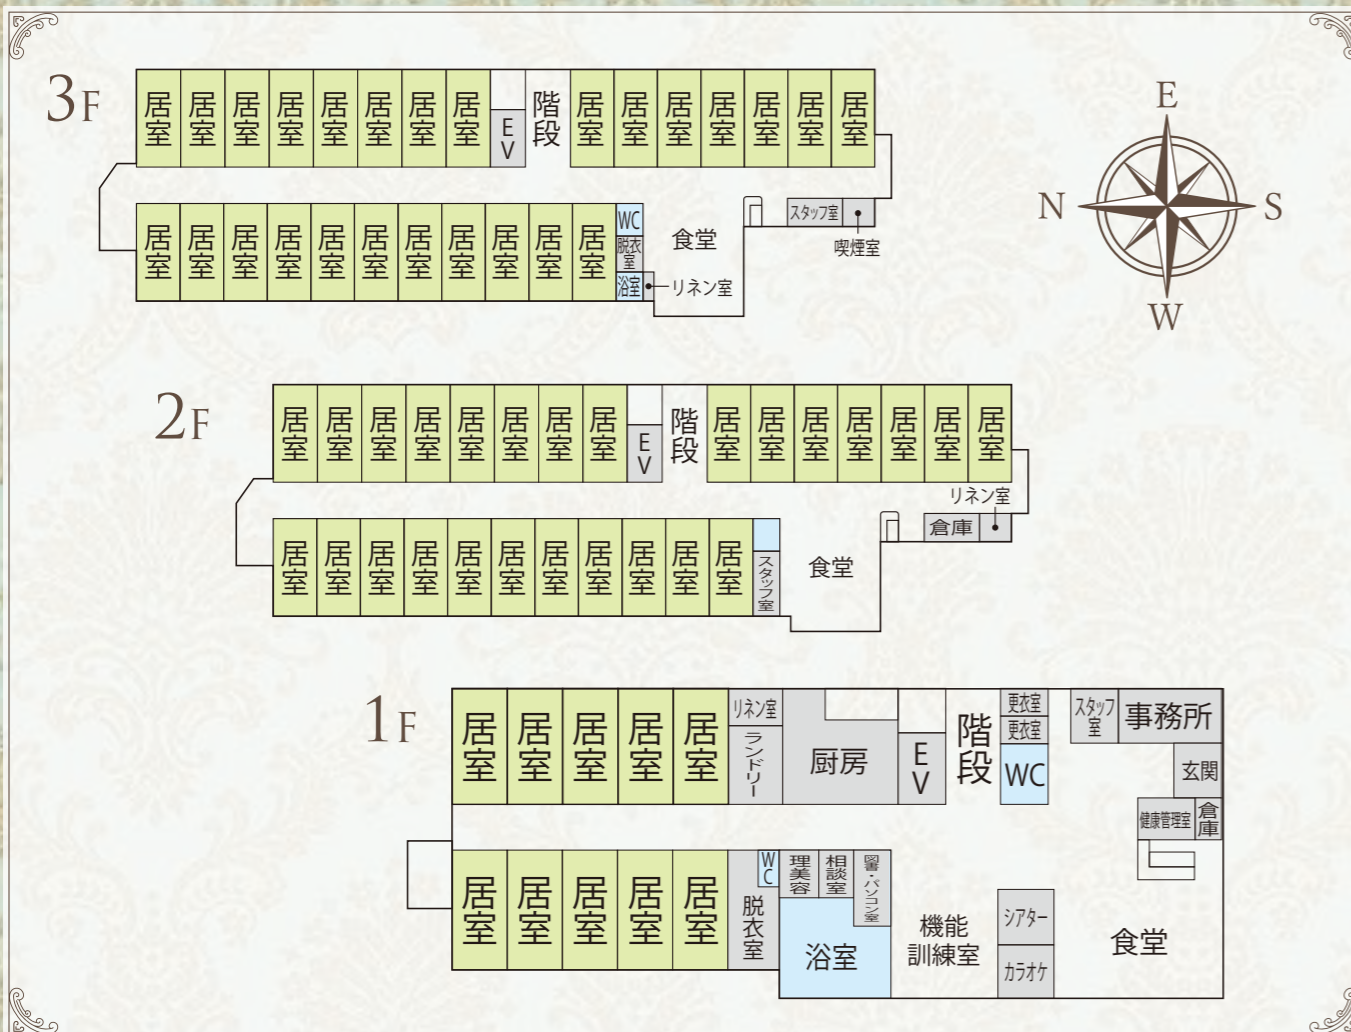 3F
居室 居室 居室 居室 居室 居室 居室 居室 EV 階段 居室 居室 居室 居室 居室 居室 居室
居室 居室 居室 居室 居室 居室 居室 居室 居室 居室 居室 WC 脱衣室 浴室 リネン室 食堂 スタッフ室 喫煙室
E
N
S
W
2F
居室 居室 居室 居室 居室 居室 居室 居室 EV 階段 居室 居室 居室 居室 居室 居室 居室
リネン室
居室 居室 居室 居室 居室 居室 居室 居室 居室 居室 居室 スタッフ室 食堂 倉庫
1F
居室 居室 居室 居室 居室 リネン室 ランドリー 厨房 EV 階段 更衣室 更衣室 WC スタッフ室 事務所
玄関
健康管理室 倉庫
居室 居室 居室 居室 居室 WC 脱衣室 理美容 相談室 図書・パソコン室 浴室 機能訓練室 シアター カラオケ 食堂